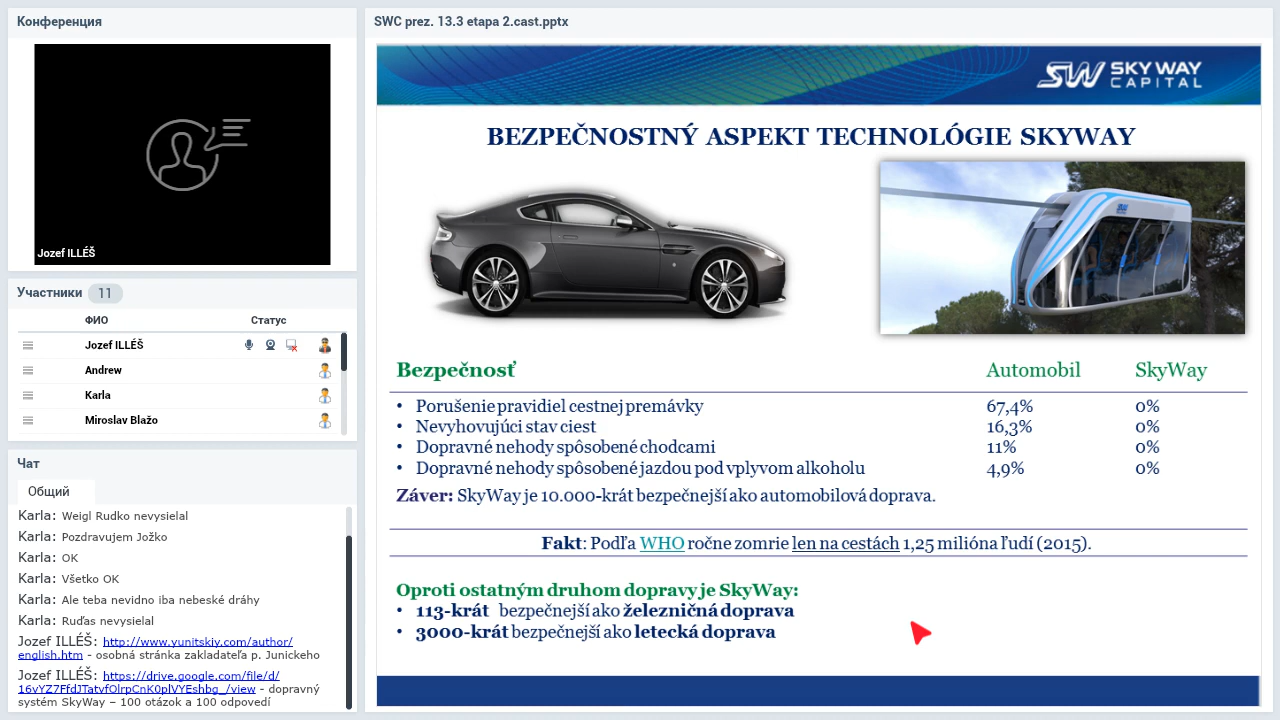 Конференция
Jozef ILLÉŠ
Участники 11
ФИО Статус
Jozef ILLÉŠ
Andrew
Karla
Miroslav Blažo
Чат
Общий
Karla: Weigl Rudko nevysielal
Karla: Pozdravujem Jožko
Karla: OK
Karla: Všetko OK
Karla: Ale teba nevidno iba nebeské dráhy
Karla: Ruďas nevysielal
Jozef ILLÉŠ: http://www.yunitskiy.com/author/
english.htm - osobná stránka zakladateľa p. Junickeho
Jozef ILLÉŠ: https://drive.google.com/file/d/
16vYZ7FfdJTatvfOlrpCnK0plVYEshbg_/view - dopravný
systém SkyWay – 100 otázok a 100 odpovedí
SWC prez. 13.3 etapa 2.cast.pptx
SW SKY WAY
CAPITAL
BEZPEČNOSTNÝ ASPEKT TECHNOLÓGIE SKYWAY
Bezpečnosť Automobil SkyWay
• Porušenie pravidiel cestnej premávky 67,4% 0%
• Nevyhovujúci stav ciest 16,3% 0%
• Dopravné nehody spôsobené chodcami 11% 0%
• Dopravné nehody spôsobené jazdou pod vplyvom alkoholu 4,9% 0%
Záver: SkyWay je 10.000-krát bezpečnejší ako automobilová doprava.
Fakt: Podľa WHO ročne zomrie len na cestách 1,25 milióna ľudí (2015).
Oproti ostatným druhom dopravy je SkyWay:
• 113-krát bezpečnejší ako železničná doprava
• 3000-krát bezpečnejší ako letecká doprava